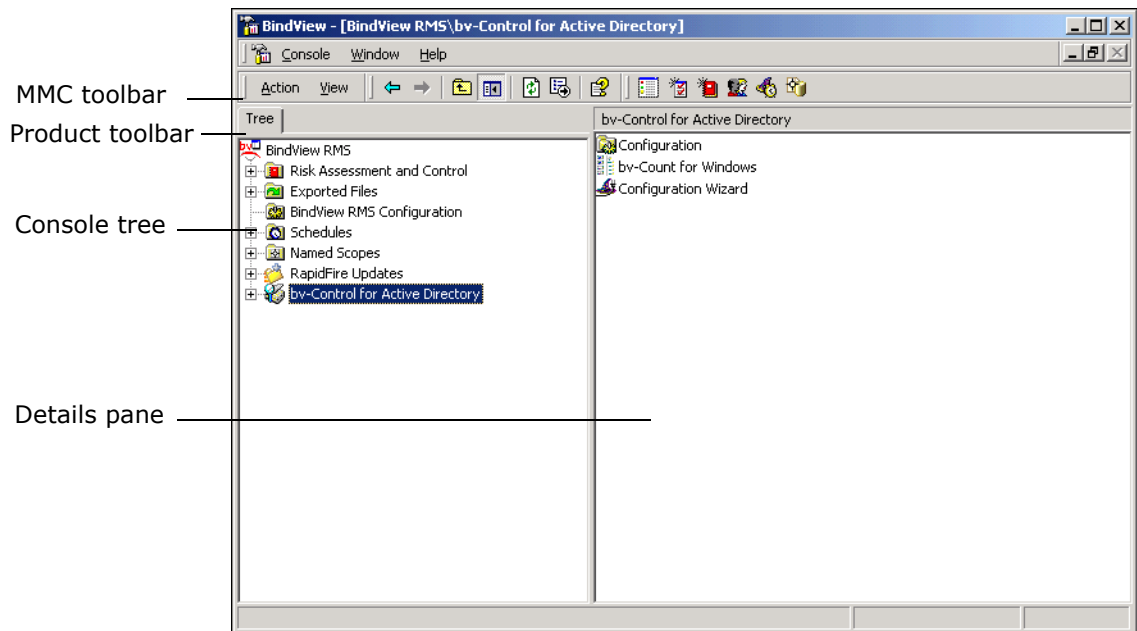 BindView - [BindView RMS\bv-Control for Active Directory]
Console Window Help
MMC toolbar
Action View
Product toolbar
Tree
bv-Control for Active Directory
BindView RMS
Risk Assessment and Control
Exported Files
BindView RMS Configuration
Console tree
Schedules
Named Scopes
RapidFire Updates
bv-Control for Active Directory
Configuration
bv-Count for Windows
Configuration Wizard
Details pane